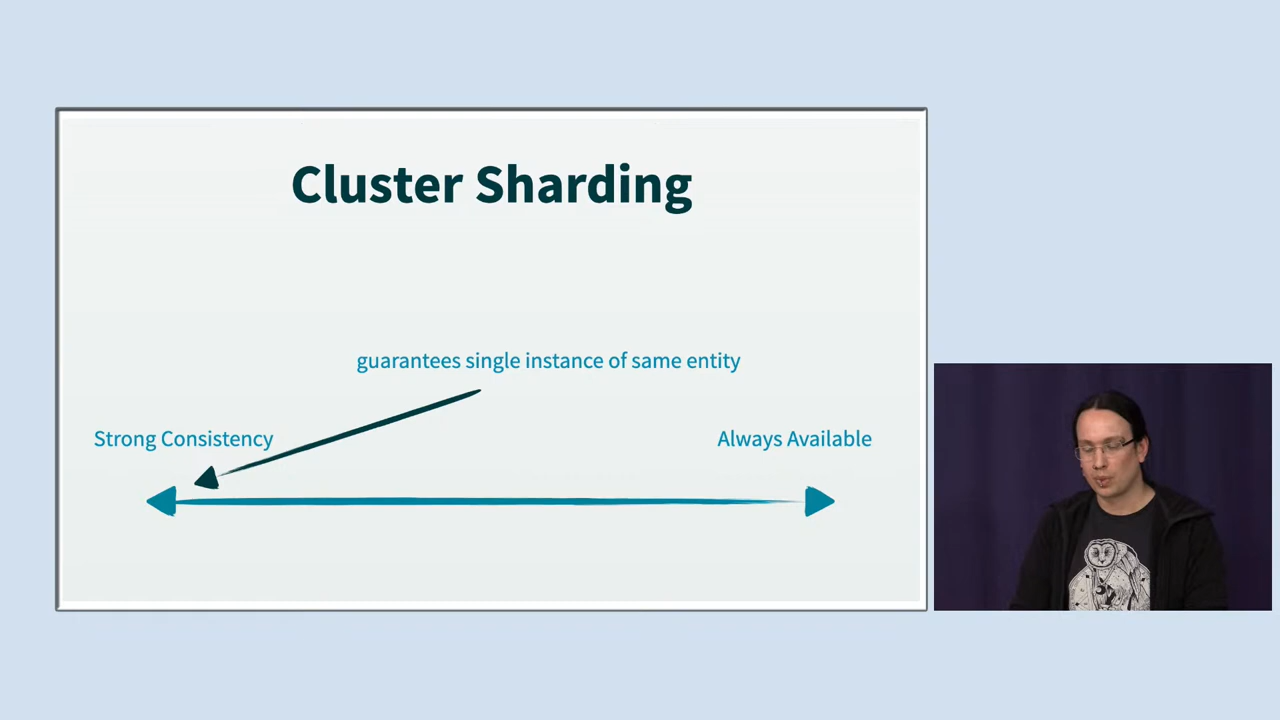 Cluster Sharding
guarantees single instance of same entity
Strong Consistency
Always Available